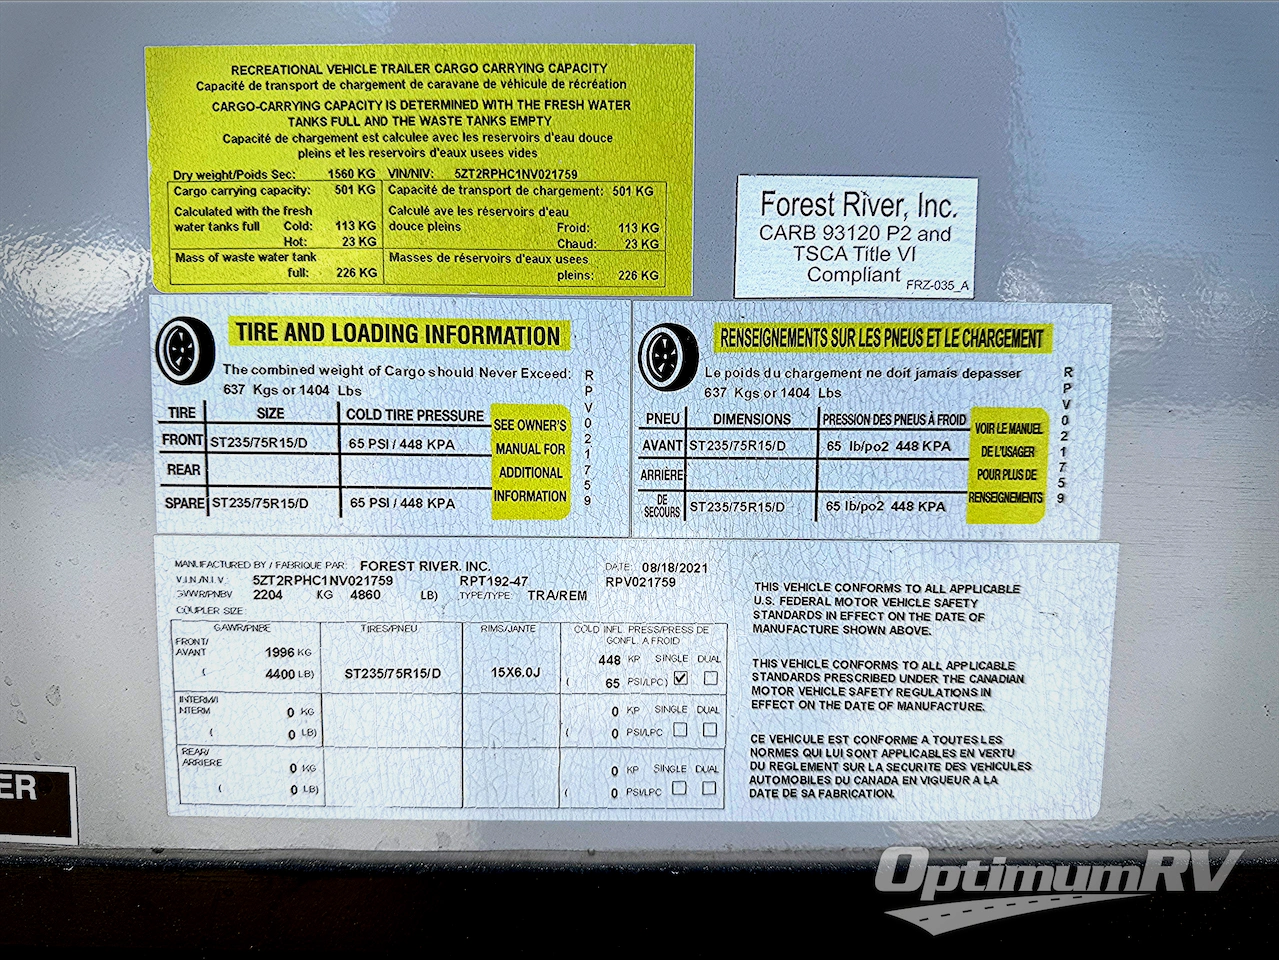 RECREATIONAL VEHICLE TRAILER CARGO CARRYING CAPACITY
Capacité de transport de chargement de caravane de véhicule de récréation
CARGO-CARRYING CAPACITY IS DETERMINED WITH THE FRESH WATER
TANKS FULL AND THE WASTE TANKS EMPTY
Capacité de chargement est calculee avec les reservoirs d'eau douce
pleins et les reservoirs d'eaux usees vides
Dry weight/Poids Sec: 1560 KG VIN/NIV: 5ZT2RPHC1NV021759
Cargo carrying capacity: 501 KG Capacité de transport de chargement: 501 KG
Calculated with the fresh Calculé ave les réservoirs d'eau
water tanks full Cold: 113 KG douce pleins Froid: 113 KG
Hot: 23 KG Chaud: 23 KG
Mass of waste water tank Masses de réservoirs d'eaux usees
full: 226 KG pleins: 226 KG
Forest River, Inc.
CARB 93120 P2 and
TSCA Title VI
Compliant
FRZ-035_A
TIRE AND LOADING INFORMATION
The combined weight of Cargo should Never Exceed:
637 Kgs or 1404 Lbs
TIRE SIZE COLD TIRE PRESSURE
FRONT ST235/75R15/D 65 PSI / 448 KPA
REAR
SPARE ST235/75R15/D 65 PSI / 448 KPA
SEE OWNER'S
MANUAL FOR
ADDITIONAL
INFORMATION
RPV021759
RENSEIGNEMENTS SUR LES PNEUS ET LE CHARGEMENT
Le poids du chargement ne doit jamais depasser
637 Kgs or 1404 Lbs
PNEU DIMENSIONS PRESSION DES PNEUS À FROID
AVANT ST235/75R15/D 65 lb/po2 448 KPA
ARRIÈRE
DE
SECOURS ST235/75R15/D 65 lb/po2 448 KPA
VOIR LE MANUEL
DE L'USAGER
POUR PLUS DE
RENSEIGNEMENTS
RPV021759
MANUFACTURED BY / FABRIQUE PAR: FOREST RIVER, INC. DATE: 08/18/2021
V.I.N./N.I.V. 5ZT2RPHC1NV021759 RPT192-47 RPV021759
GVWR/PNBV 2204 KG 4860 LB) TYPE/TYPE: TRA/REM
COUPLER SIZE:
GAWR/PNBE TIRES/PNEU RIMS/JANTE COLD INFL. PRESS/PRESS DE
GONFL. A FROID
FRONT/
AVANT 1996 KG 448 KP SINGLE DUAL
( 4400 LB) ST235/75R15/D 15X6.0J ( 65 PSI/LPC)
INTERM/
INTERM 0 KG 0 KP SINGLE DUAL
( 0 LB) ( 0 PSI/LPC
REAR/
ARRIERE 0 KG 0 KP SINGLE DUAL
( 0 LB) ( 0 PSI/LPC
THIS VEHICLE CONFORMS TO ALL APPLICABLE
U.S. FEDERAL MOTOR VEHICLE SAFETY
STANDARDS IN EFFECT ON THE DATE OF
MANUFACTURE SHOWN ABOVE.
THIS VEHICLE CONFORMS TO ALL APPLICABLE
STANDARDS PRESCRIBED UNDER THE CANADIAN
MOTOR VEHICLE SAFETY REGULATIONS IN
EFFECT ON THE DATE OF MANUFACTURE.
CE VEHICULE EST CONFORME A TOUTES LES
NORMES QUI LUI SONT APPLICABLES EN VERTU
DU REGLEMENT SUR LA SECURITE DES VEHICULES
AUTOMOBILES DU CANADA EN VIGUEUR A LA
DATE DE SA FABRICATION.
ER
OptimumRV